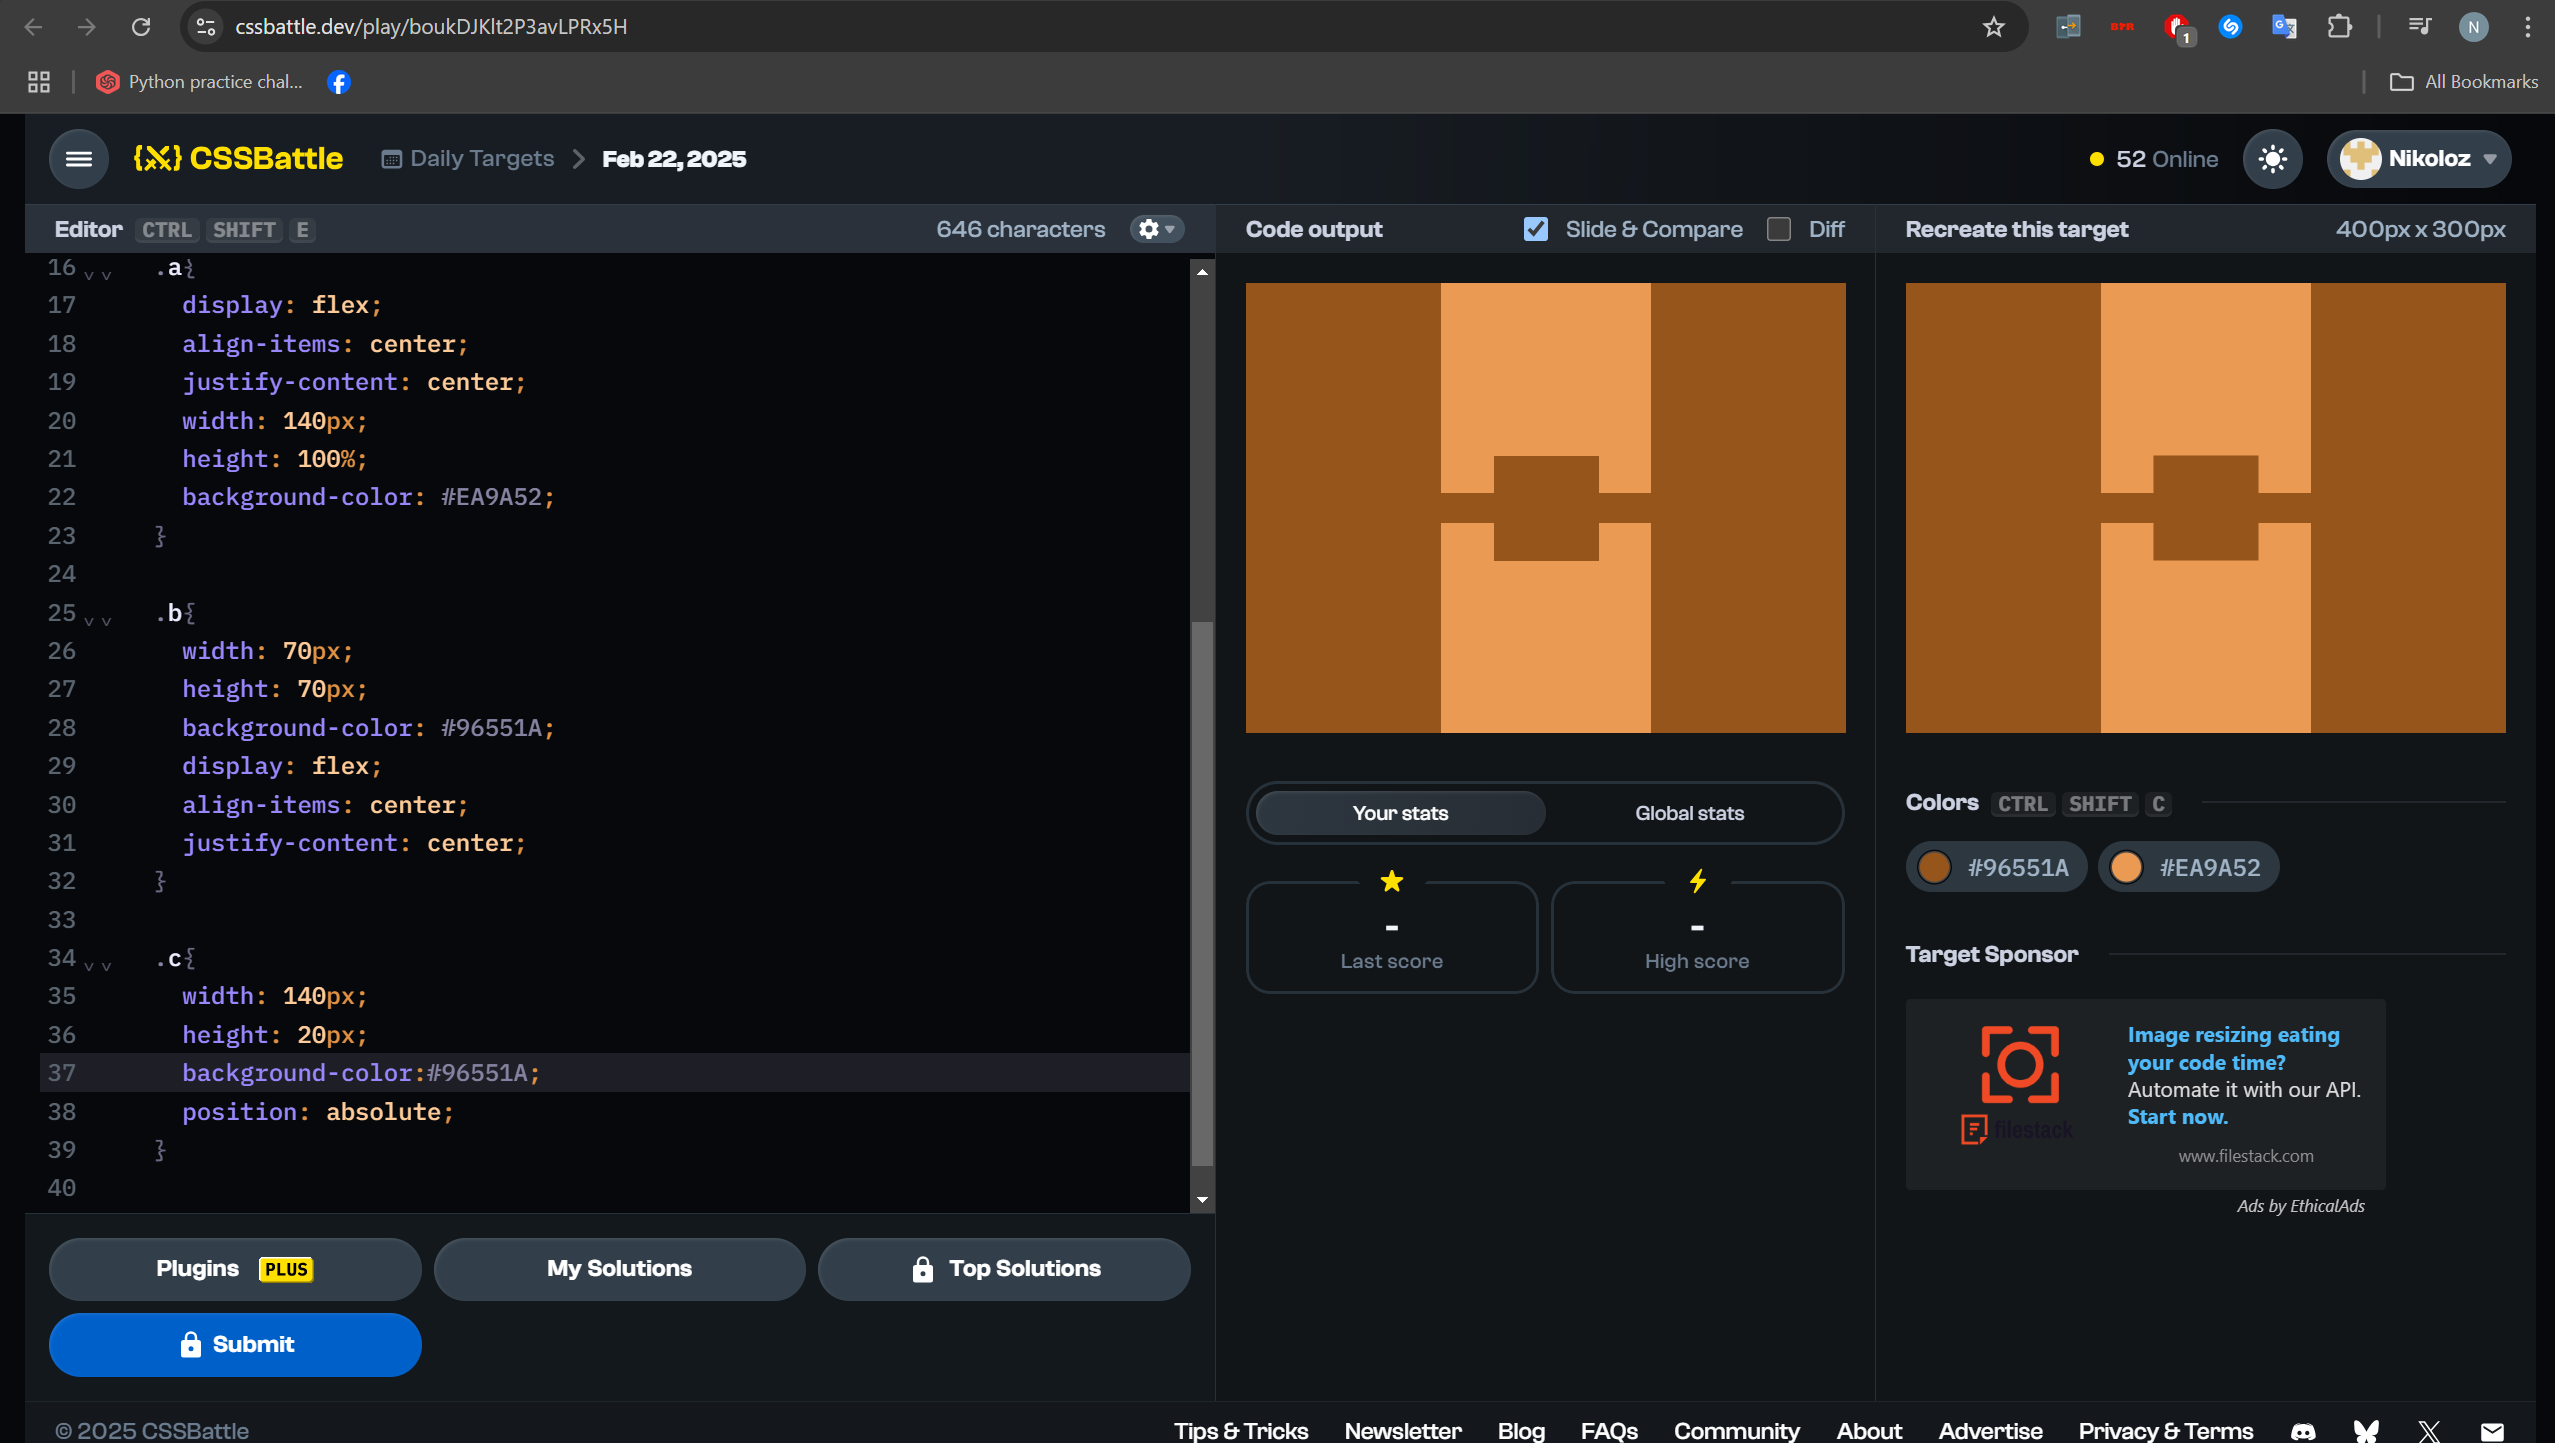 cssbattle.dev/play/boukDJKlt2P3avLPRx5H
1
N
Python practice chal...
All Bookmarks
CSSBattle
Daily Targets
Feb 22, 2025
52 Online
Nikoloz
Editor CTRL SHIFT E
646 characters
Code output
Slide & Compare
Diff
Recreate this target
400px x 300px
16 .a{
17 display: flex;
18 align-items: center;
19 justify-content: center;
20 width: 140px;
21 height: 100%;
22 background-color: #EA9A52;
23 }
24
25 .b{
26 width: 70px;
27 height: 70px;
28 background-color: #96551A;
29 display: flex;
30 align-items: center;
31 justify-content: center;
32 }
33
34 .c{
35 width: 140px;
36 height: 20px;
37 background-color:#96551A;
38 position: absolute;
39 }
40
Your stats
Global stats
-
Last score
-
High score
Colors CTRL SHIFT C
#96551A
#EA9A52
Target Sponsor
filestack
Image resizing eating
your code time?
Automate it with our API.
Start now.
www.filestack.com
Ads by EthicalAds
Plugins PLUS
My Solutions
Top Solutions
Submit
© 2025 CSSBattle
Tips & Tricks
Newsletter
Blog
FAQs
Community
About
Advertise
Privacy & Terms